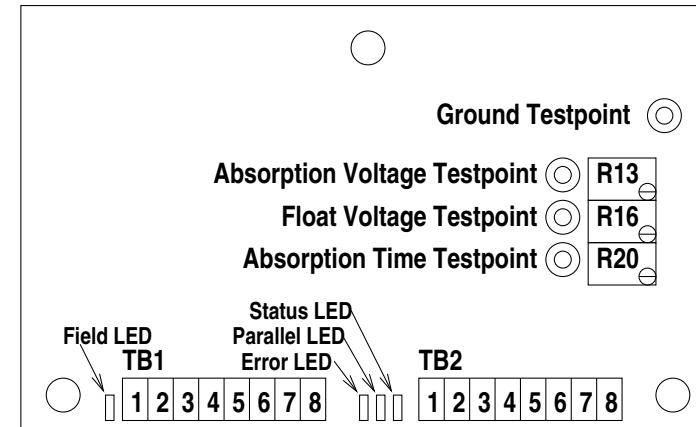 Ground Testpoint
Absorption Voltage Testpoint R13
Float Voltage Testpoint R16
Absorption Time Testpoint R20
Status LED
Field LED Parallel LED
TB1 Error LED TB2
1 2 3 4 5 6 7 8 1 2 3 4 5 6 7 8